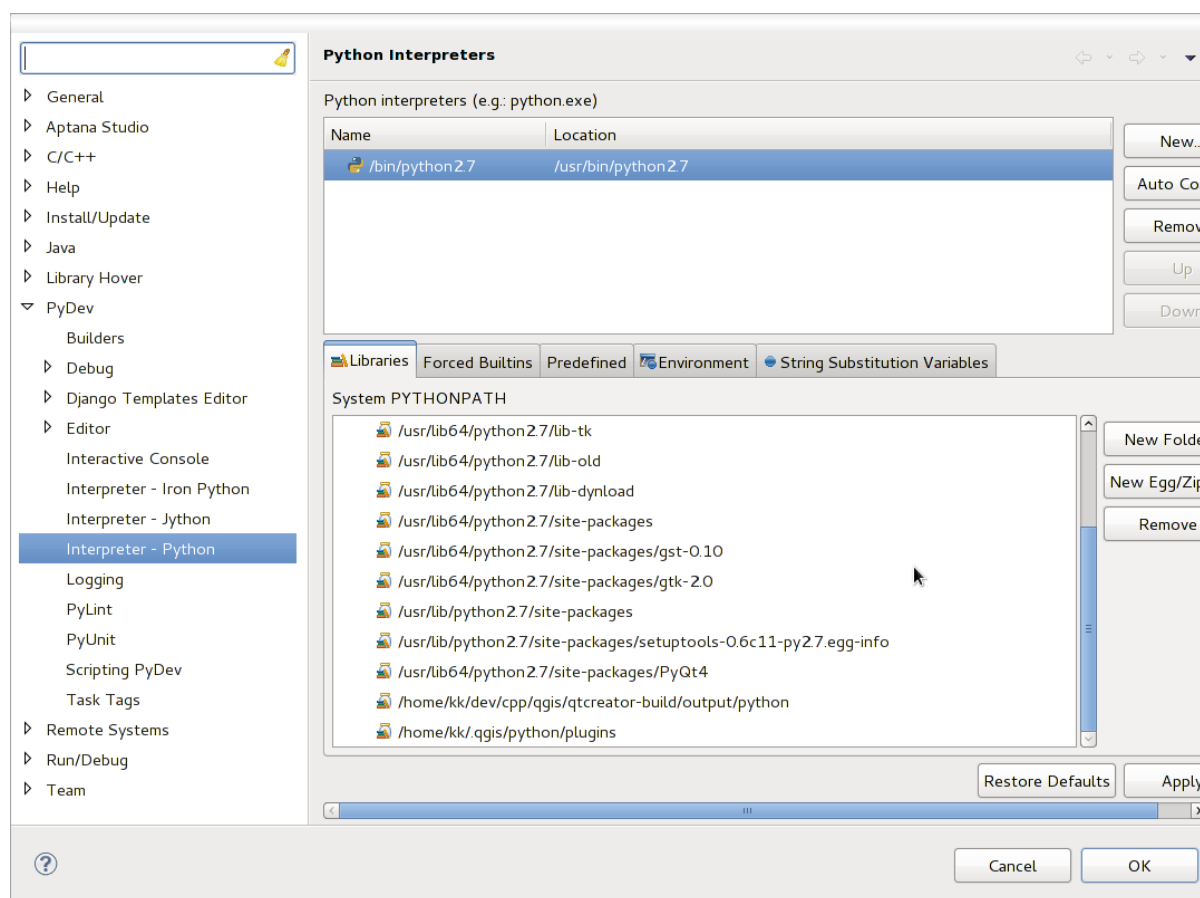 Python Interpreters
General
Aptana Studio
C/C++
Help
Install/Update
Java
Library Hover
PyDev
Builders
Debug
Django Templates Editor
Editor
Interactive Console
Interpreter - Iron Python
Interpreter - Jython
Interpreter - Python
Logging
PyLint
PyUnit
Scripting PyDev
Task Tags
Remote Systems
Run/Debug
Team
Python interpreters (e.g.: python.exe)
Name Location
/bin/python2.7 /usr/bin/python2.7
New..
Auto Co
Remov
Up
Down
Libraries Forced Builtins Predefined Environment String Substitution Variables
System PYTHONPATH
/usr/lib64/python2.7/lib-tk
/usr/lib64/python2.7/lib-old
/usr/lib64/python2.7/lib-dynload
/usr/lib64/python2.7/site-packages
/usr/lib64/python2.7/site-packages/gst-0.10
/usr/lib64/python2.7/site-packages/gtk-2.0
/usr/lib/python2.7/site-packages
/usr/lib/python2.7/site-packages/setuptools-0.6c11-py2.7.egg-info
/usr/lib64/python2.7/site-packages/PyQt4
/home/kk/dev/cpp/qgis/qtcreator-build/output/python
/home/kk/.qgis/python/plugins
New Folde
New Egg/Zip
Remove
Restore Defaults Apply
Cancel OK